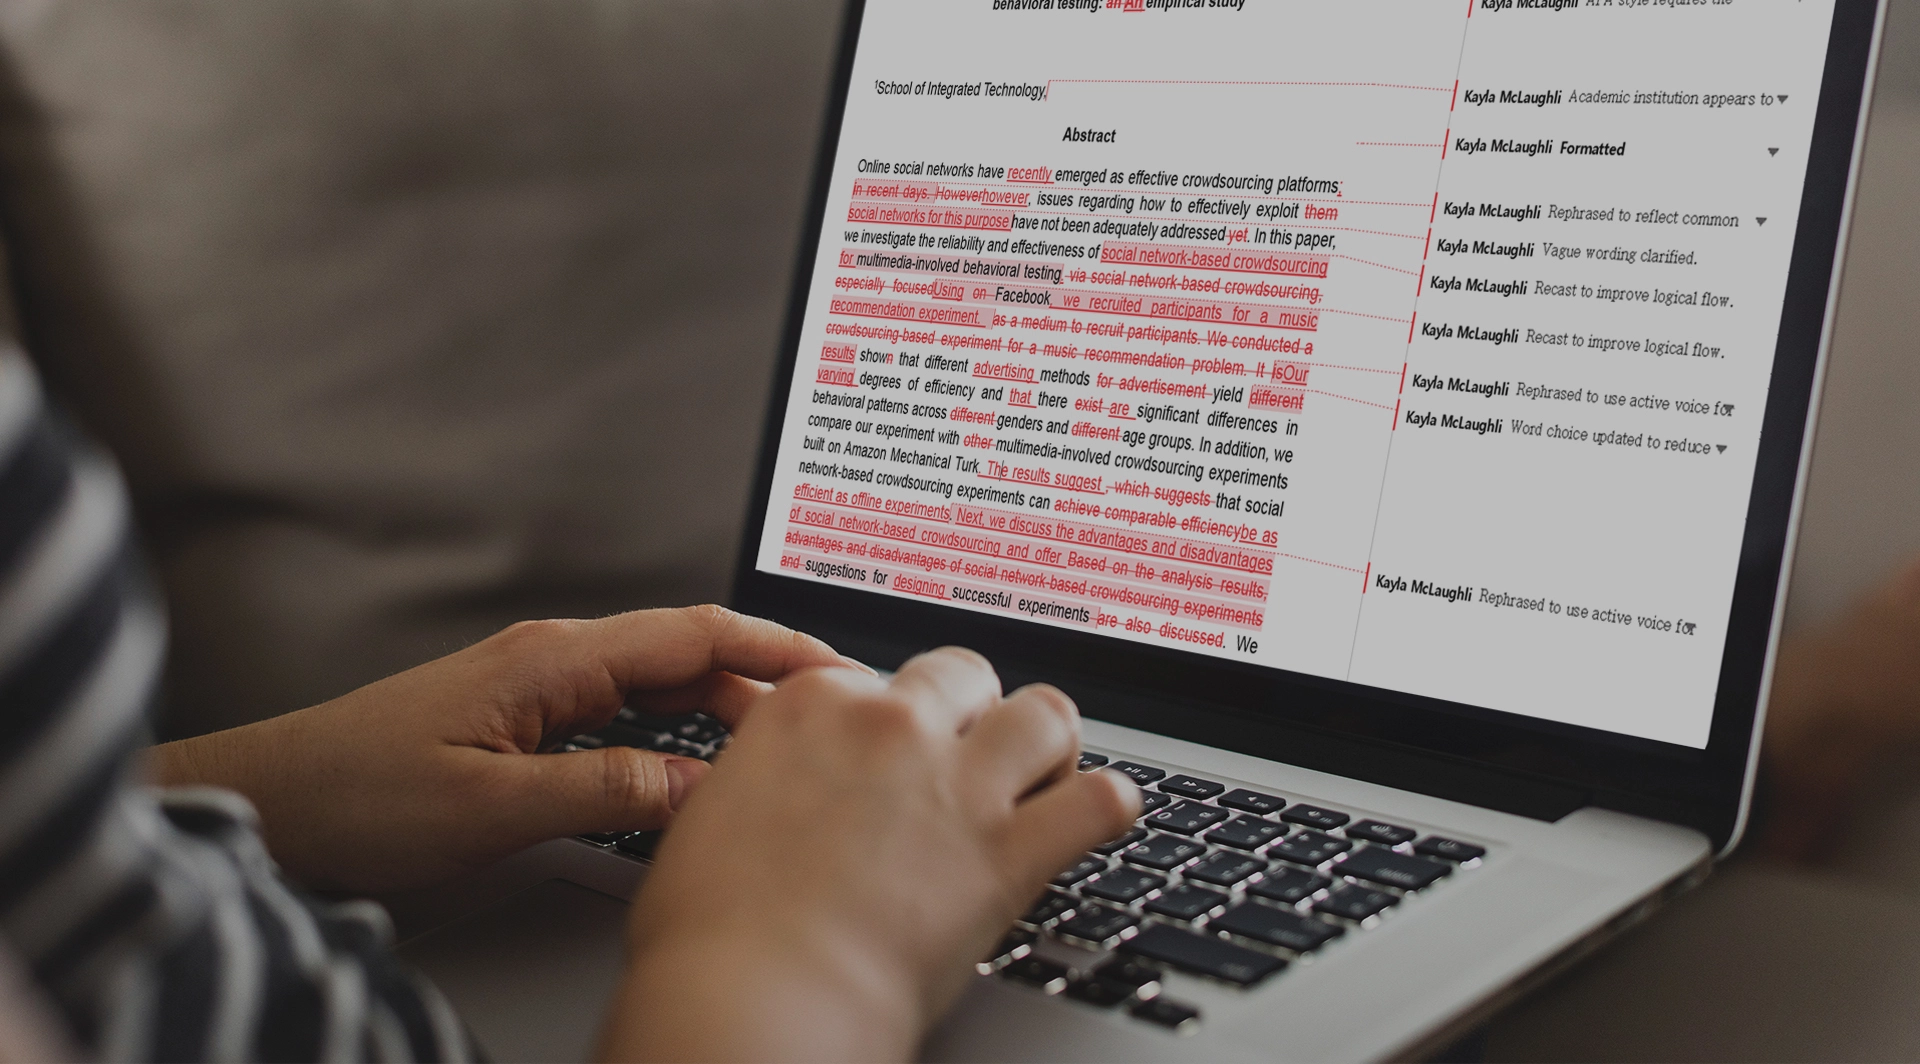 behavioral testing: an An empirical study
Kayla McLaughli APA style requires the
¹School of Integrated Technology,
Kayla McLaughli Academic institution appears to
Abstract
Kayla McLaughli Formatted
Online social networks have recently emerged as effective crowdsourcing platforms;
in recent days. Howeverhowever, issues regarding how to effectively exploit them
social networks for this purpose have not been adequately addressed yet. In this paper,
we investigate the reliability and effectiveness of social network-based crowdsourcing
for multimedia-involved behavioral testing. via social network-based crowdsourcing,
especially focusedUsing on Facebook, we recruited participants for a music
recommendation experiment. as a medium to recruit participants. We conducted a
crowdsourcing-based experiment for a music recommendation problem. It isOur
results shown that different advertising methods for advertisement yield different
varying degrees of efficiency and that there exist are significant differences in
behavioral patterns across different genders and different age groups. In addition, we
compare our experiment with other multimedia-involved crowdsourcing experiments
built on Amazon Mechanical Turk. The results suggest , which suggests that social
network-based crowdsourcing experiments can achieve comparable efficiencybe as
efficient as offline experiments. Next, we discuss the advantages and disadvantages
of social network-based crowdsourcing and offer Based on the analysis results,
advantages and disadvantages of social network-based crowdsourcing experiments
and suggestions for designing successful experiments are also discussed. We
Kayla McLaughli Rephrased to reflect common
Kayla McLaughli Vague wording clarified.
Kayla McLaughli Recast to improve logical flow.
Kayla McLaughli Recast to improve logical flow.
Kayla McLaughli Rephrased to use active voice for
Kayla McLaughli Word choice updated to reduce
Kayla McLaughli Rephrased to use active voice for